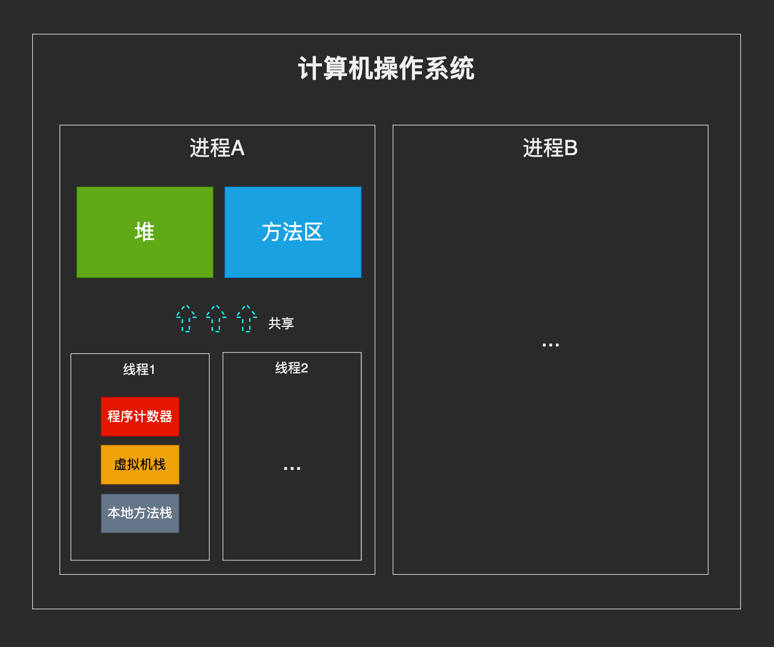 计算机操作系统
进程A
堆
方法区
共享
线程1
程序计数器
虚拟机栈
本地方法栈
线程2
...
进程B
...